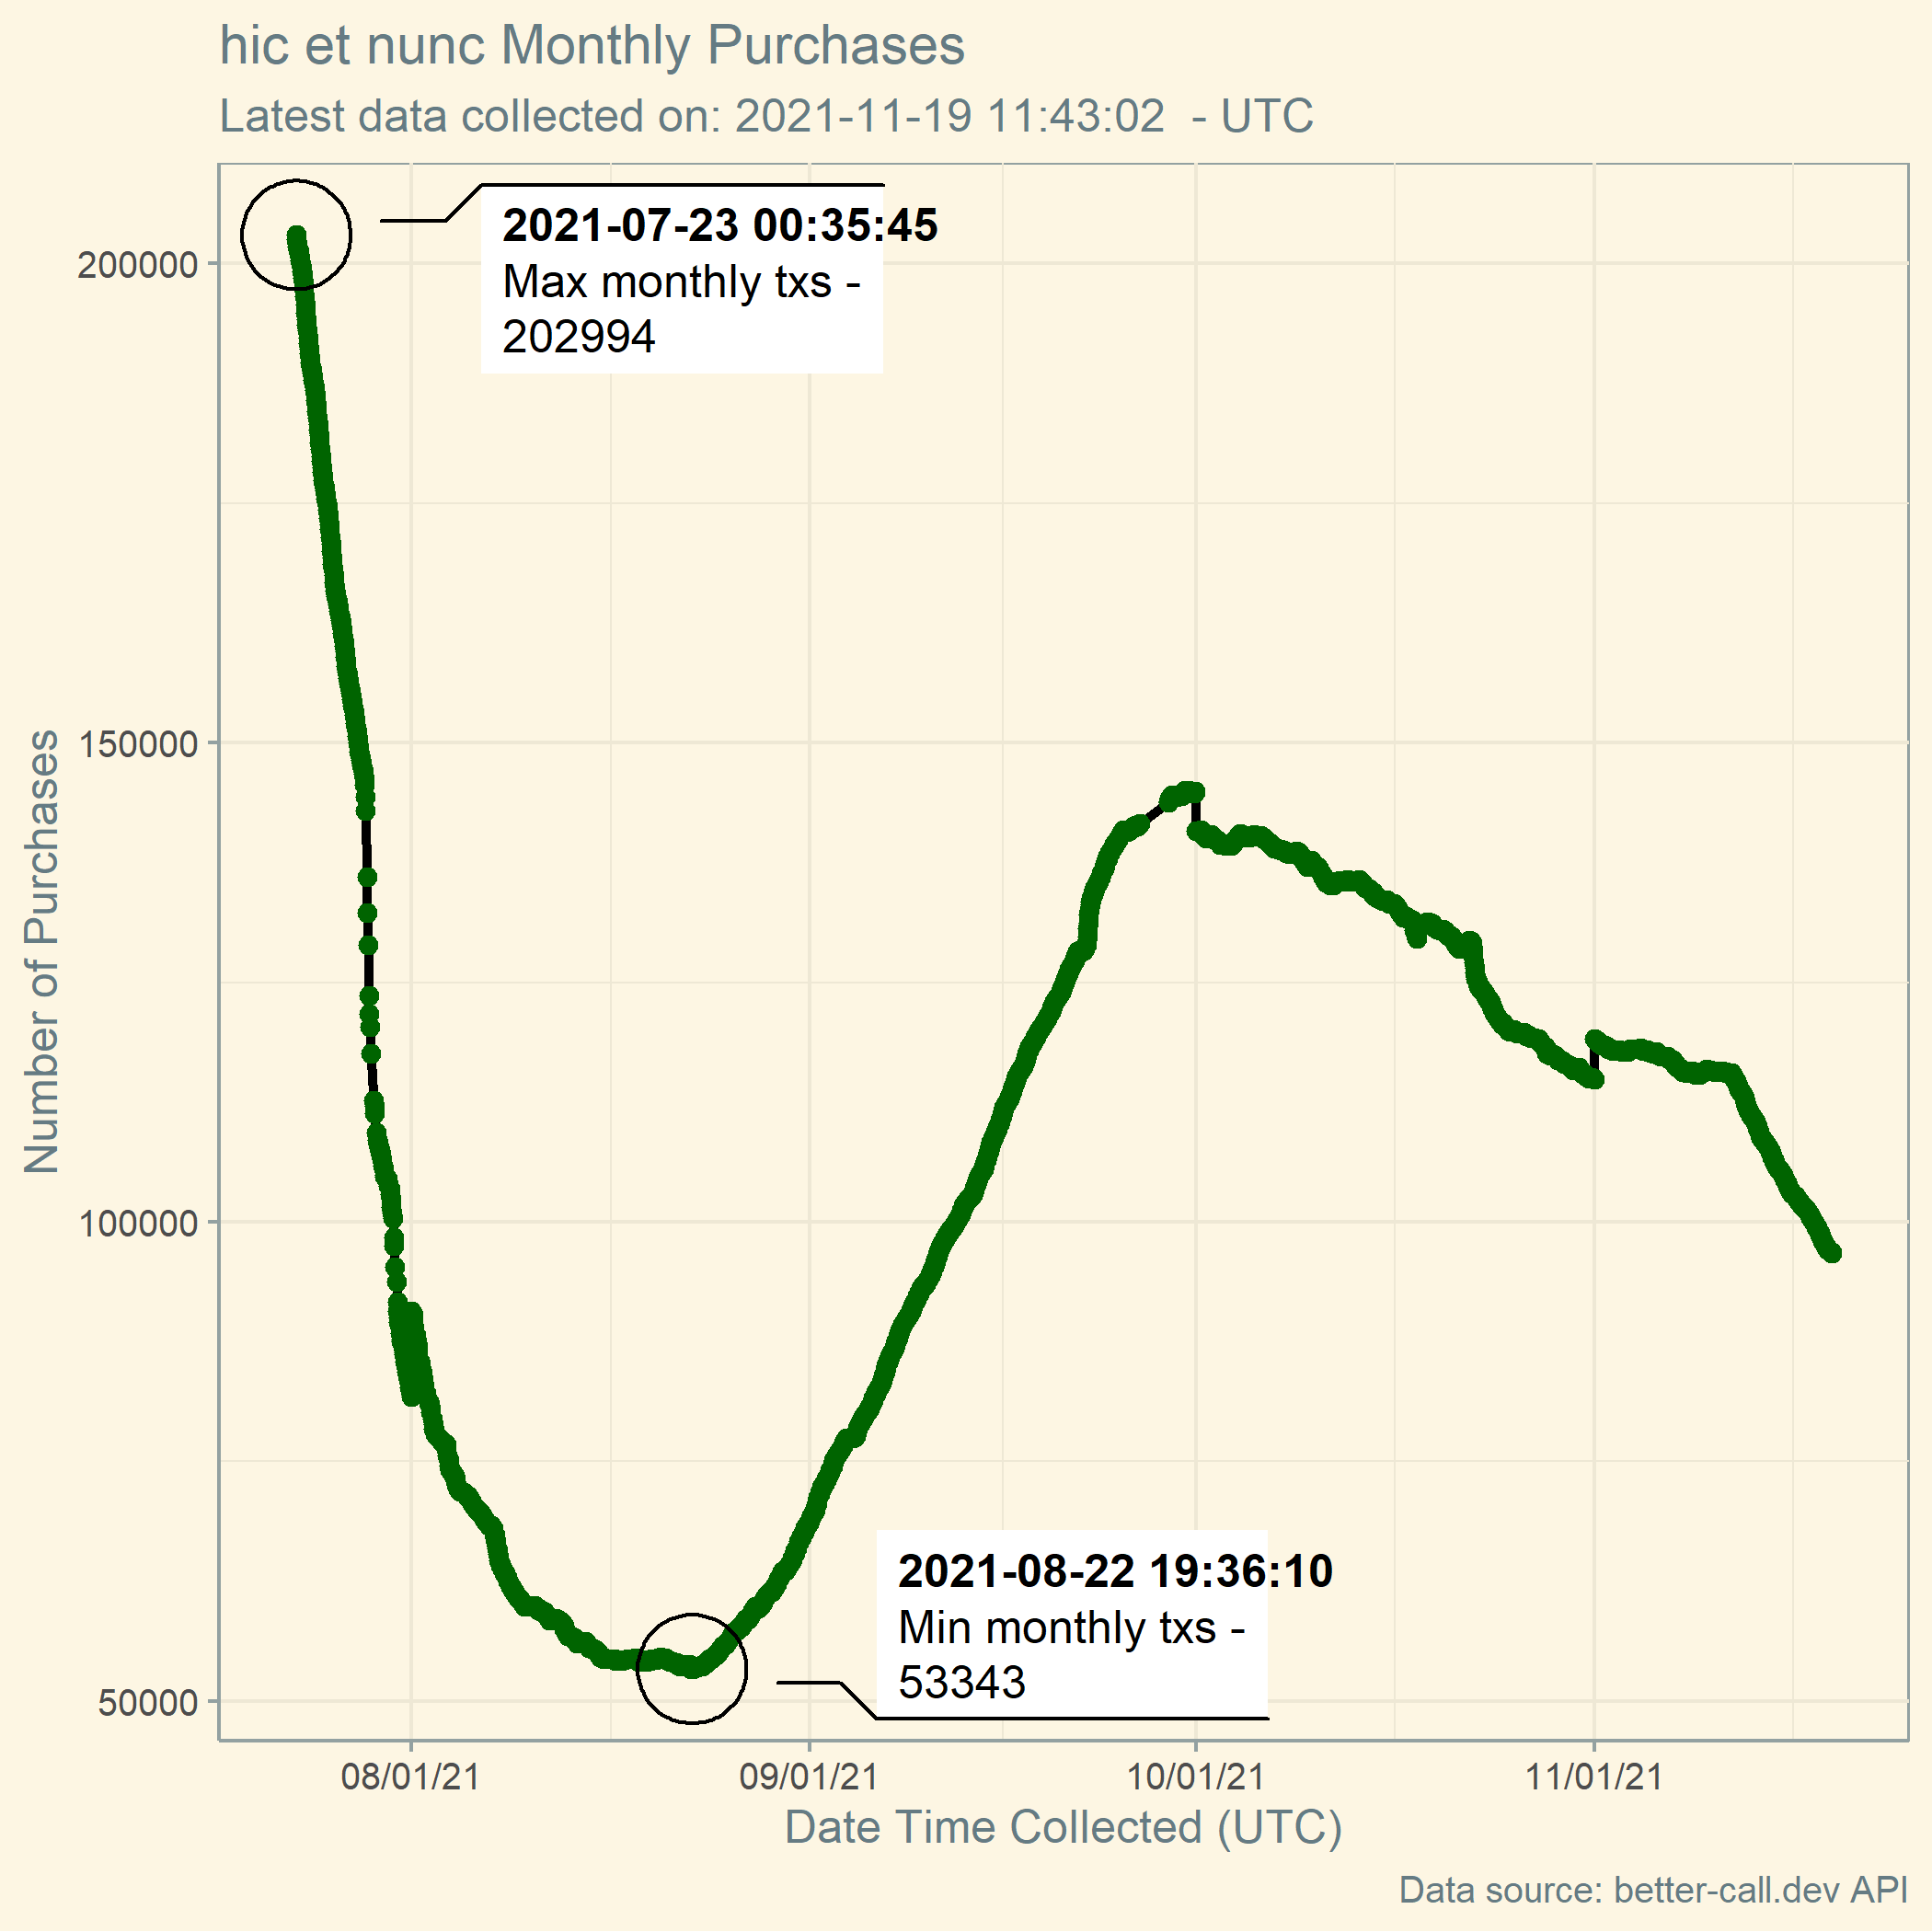 hic et nunc Monthly Purchases
Latest data collected on: 2021-11-19 11:43:02  - UTC
2021-07-23 00:35:45
Max monthly txs -
202994
200000
150000
100000
50000
Number of Purchases
2021-08-22 19:36:10
Min monthly txs -
53343
08/01/21
09/01/21
10/01/21
11/01/21
Date Time Collected (UTC)
Data source: better-call.dev API